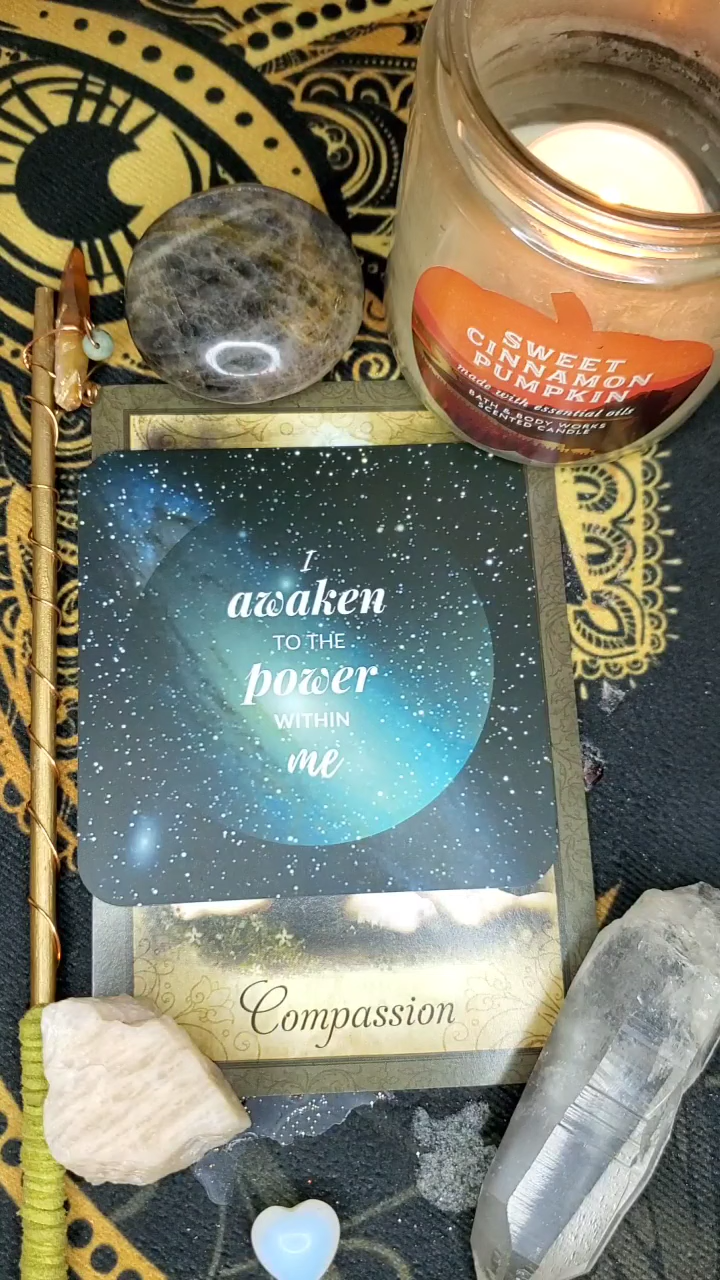 SWEET
CINNAMON
PUMPKIN
made with essential oils
BATH & BODY WORKS
SCENTED CANDLE
I
awaken
TO THE
power
WITHIN
me
Compassion